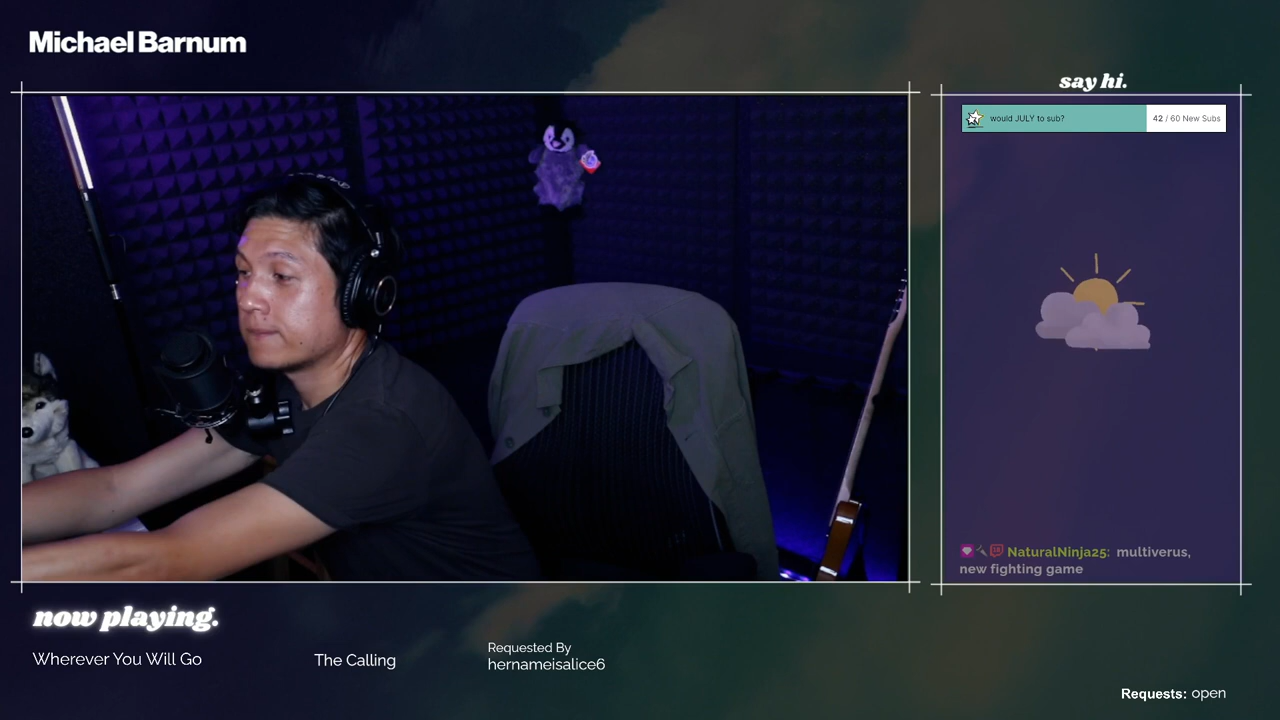 Michael Barnum
say hi.
would JULY to sub?
42 / 60 New Subs
NaturalNinja25: multiverus,
new fighting game
now playing.
Wherever You Will Go
The Calling
Requested By
hernameisalice6
Requests: open